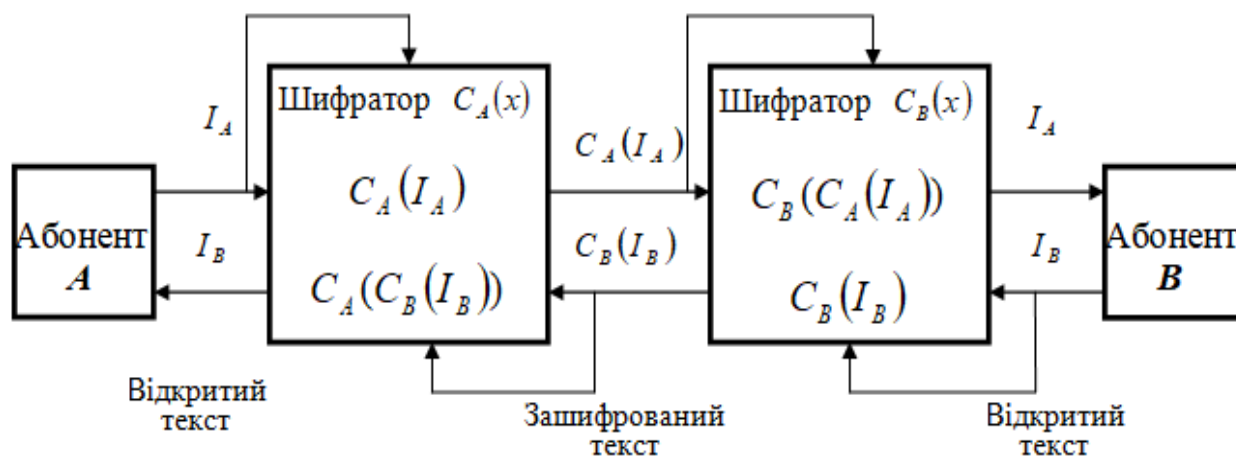 Шифратор C_A(x)
Шифратор C_B(x)
I_A
C_A(I_A)
I_A
C_A(I_A)
C_B(C_A(I_A))
Абонент
A
I_B
C_B(I_B)
I_B
Абонент
B
C_A(C_B(I_B))
C_B(I_B)
Відкритий
текст
Зашифрований
текст
Відкритий
текст